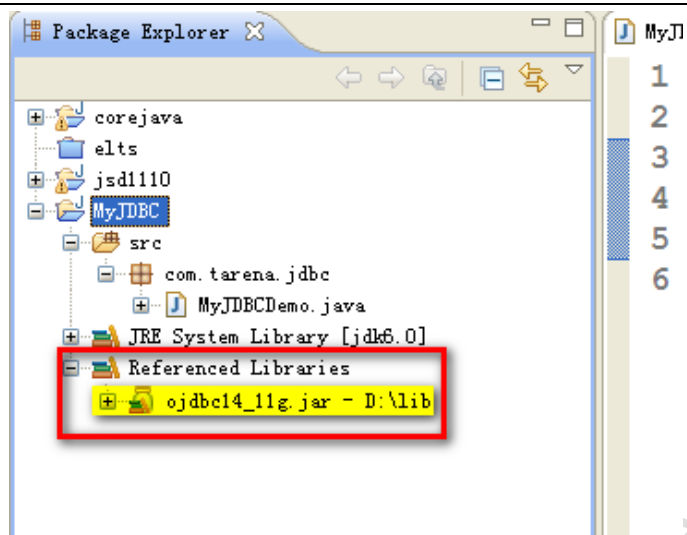 Package Explorer
corejava
elts
jsd1110
MyJDBC
src
com.tarena.jdbc
MyJDBCDemo.java
JRE System Library [jdk6.0]
Referenced Libraries
ojdbc14_11g.jar - D:\lib
1
2
3
4
5
6